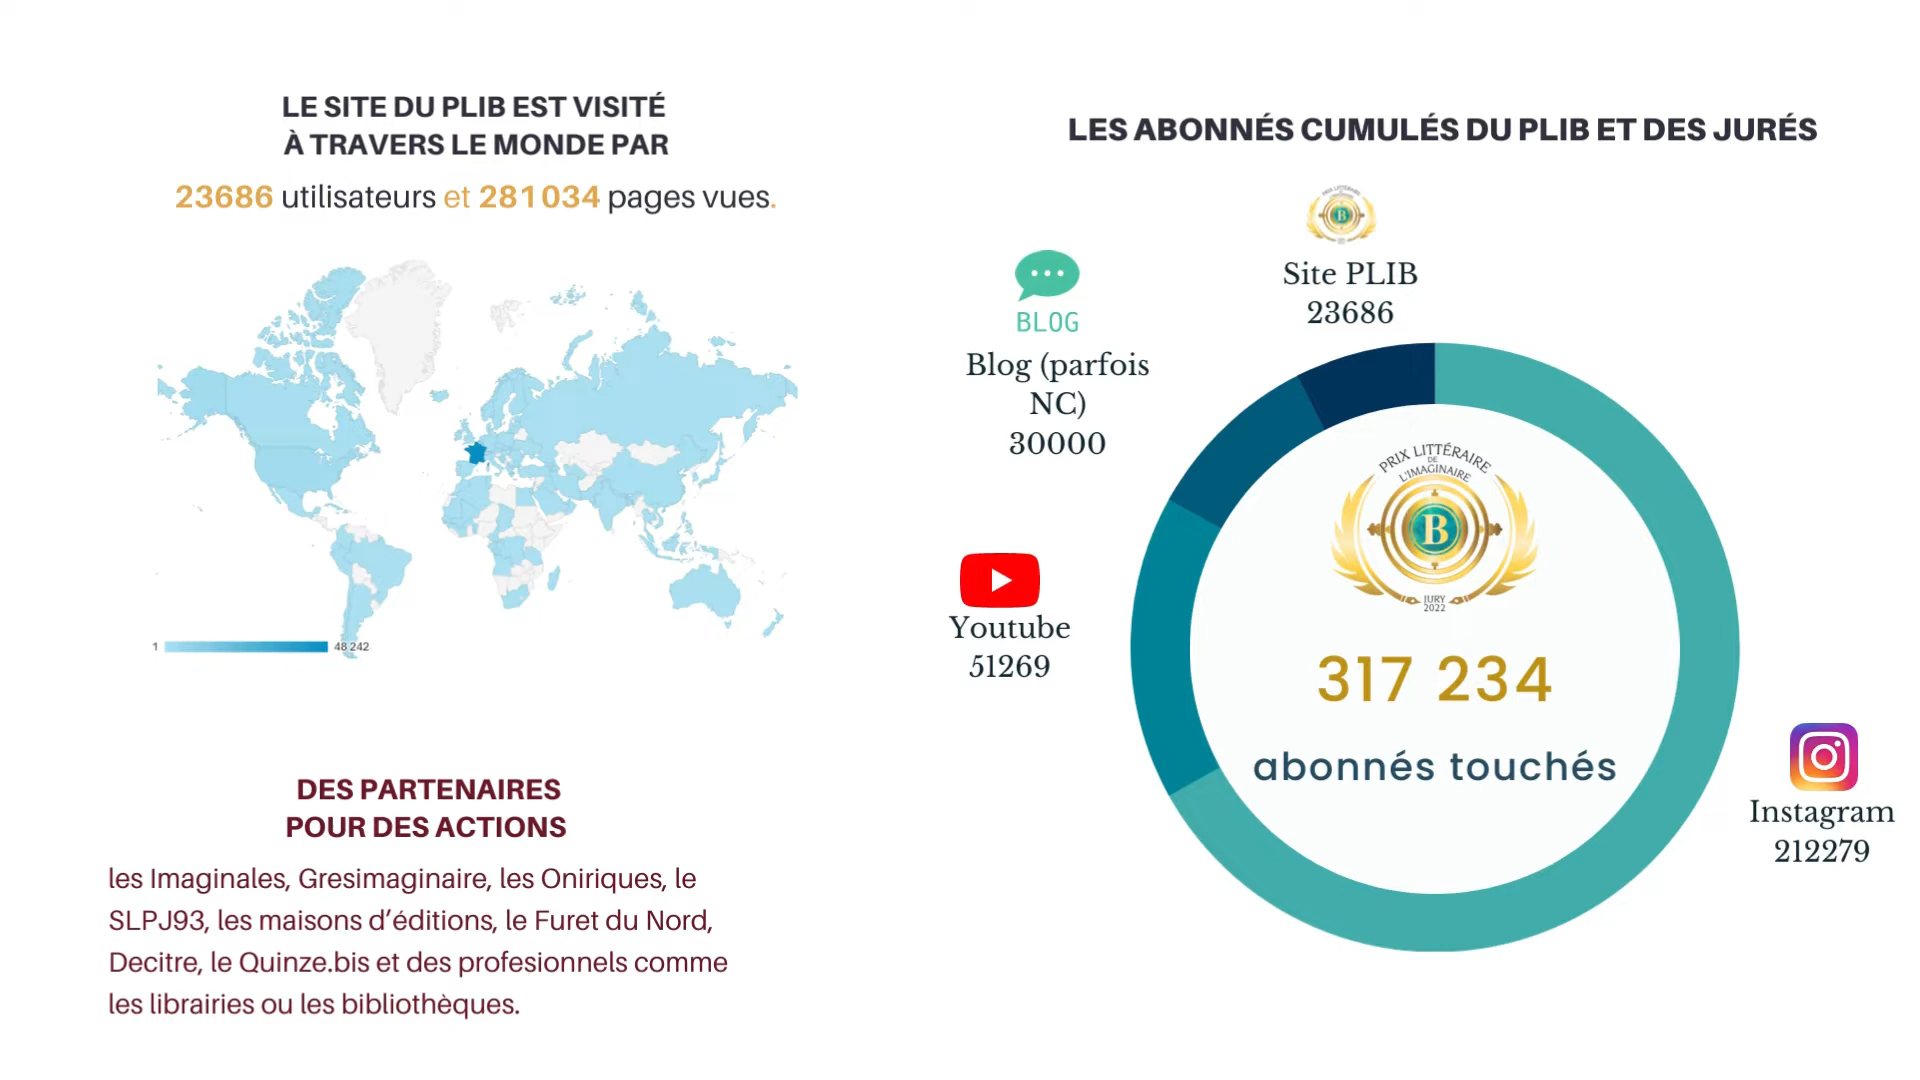 LE SITE DU PLIB EST VISITÉ
À TRAVERS LE MONDE PAR
23686 utilisateurs et 281034 pages vues.
1
48 242
DES PARTENAIRES
POUR DES ACTIONS
les Imaginales, Gresimaginaire, les Oniriques, le
SLPJ93, les maisons d’éditions, le Furet du Nord,
Decitre, le Quinze.bis et des profesionnels comme
les librairies ou les bibliothèques.
LES ABONNÉS CUMULÉS DU PLIB ET DES JURÉS
B
Site PLIB
23686
BLOG
Blog (parfois
NC)
30000
Youtube
51269
PRIX LITTÉRAIRE
DE
L'IMAGINAIRE
B
JURY
2022
317 234
abonnés touchés
Instagram
212279